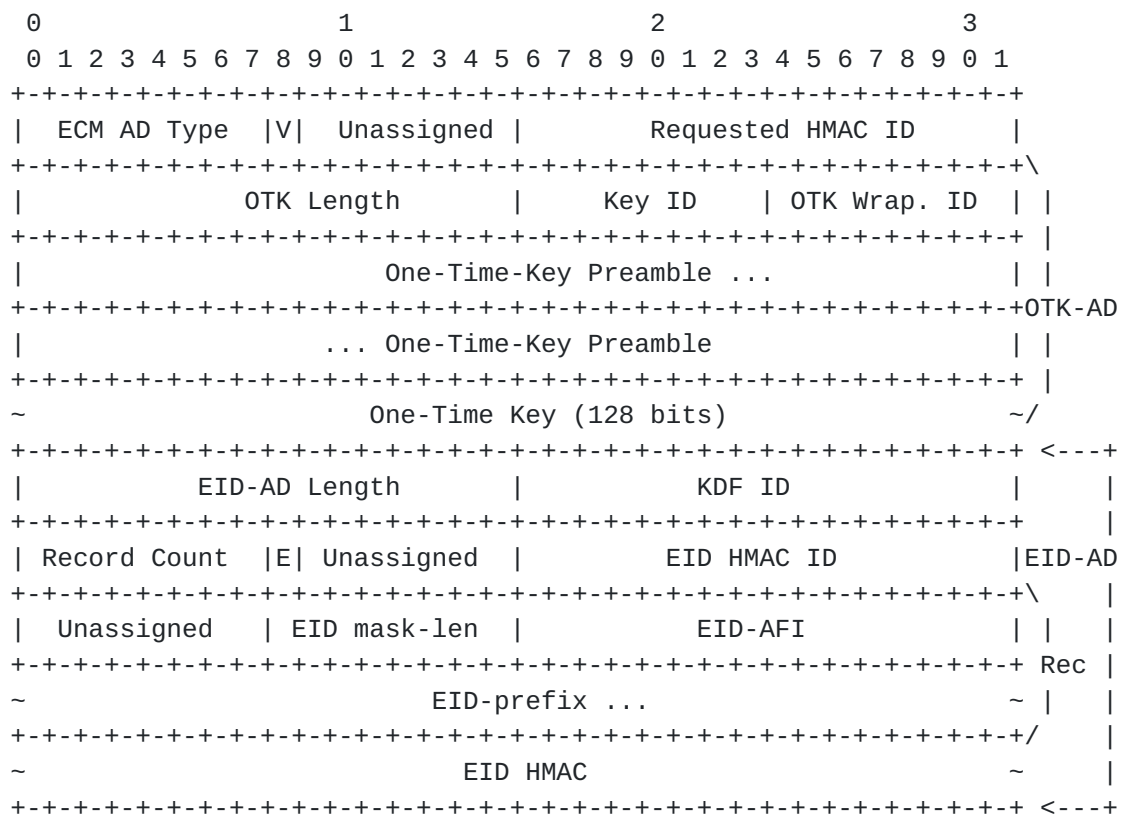 0                   1                   2                   3
 0 1 2 3 4 5 6 7 8 9 0 1 2 3 4 5 6 7 8 9 0 1 2 3 4 5 6 7 8 9 0 1
+-+-+-+-+-+-+-+-+-+-+-+-+-+-+-+-+-+-+-+-+-+-+-+-+-+-+-+-+-+-+-+-+
|  ECM AD Type  |V|  Unassigned |        Requested HMAC ID      |
+-+-+-+-+-+-+-+-+-+-+-+-+-+-+-+-+-+-+-+-+-+-+-+-+-+-+-+-+-+-+-+-+\
|              OTK Length       |     Key ID    | OTK Wrap. ID  | |
+-+-+-+-+-+-+-+-+-+-+-+-+-+-+-+-+-+-+-+-+-+-+-+-+-+-+-+-+-+-+-+-+ |
|                       One-Time-Key Preamble ...               | |
+-+-+-+-+-+-+-+-+-+-+-+-+-+-+-+-+-+-+-+-+-+-+-+-+-+-+-+-+-+-+-+-+OTK-AD
|                   ... One-Time-Key Preamble                   | |
+-+-+-+-+-+-+-+-+-+-+-+-+-+-+-+-+-+-+-+-+-+-+-+-+-+-+-+-+-+-+-+-+ |
~                      One-Time Key (128 bits)                  ~/
+-+-+-+-+-+-+-+-+-+-+-+-+-+-+-+-+-+-+-+-+-+-+-+-+-+-+-+-+-+-+-+-+ <---+
|           EID-AD Length       |           KDF ID              |     |
+-+-+-+-+-+-+-+-+-+-+-+-+-+-+-+-+-+-+-+-+-+-+-+-+-+-+-+-+-+-+-+-+     |
| Record Count  |E| Unassigned  |         EID HMAC ID           |EID-AD
+-+-+-+-+-+-+-+-+-+-+-+-+-+-+-+-+-+-+-+-+-+-+-+-+-+-+-+-+-+-+-+-+\    |
|  Unassigned   | EID mask-len  |           EID-AFI             | |   |
+-+-+-+-+-+-+-+-+-+-+-+-+-+-+-+-+-+-+-+-+-+-+-+-+-+-+-+-+-+-+-+-+ Rec |
~                          EID-prefix ...                       ~ |   |
+-+-+-+-+-+-+-+-+-+-+-+-+-+-+-+-+-+-+-+-+-+-+-+-+-+-+-+-+-+-+-+-+/    |
~                            EID HMAC                           ~     |
+-+-+-+-+-+-+-+-+-+-+-+-+-+-+-+-+-+-+-+-+-+-+-+-+-+-+-+-+-+-+-+-+ <---+